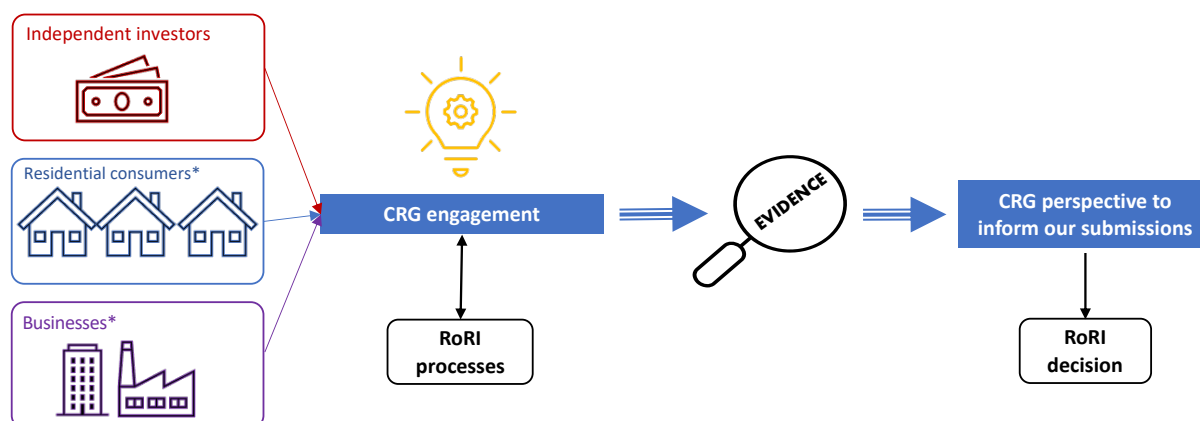 Independent investors
Residential consumers*
Businesses*
CRG engagement
RoRI
processes
EVIDENCE
CRG perspective to
inform our submissions
RoRI
decision